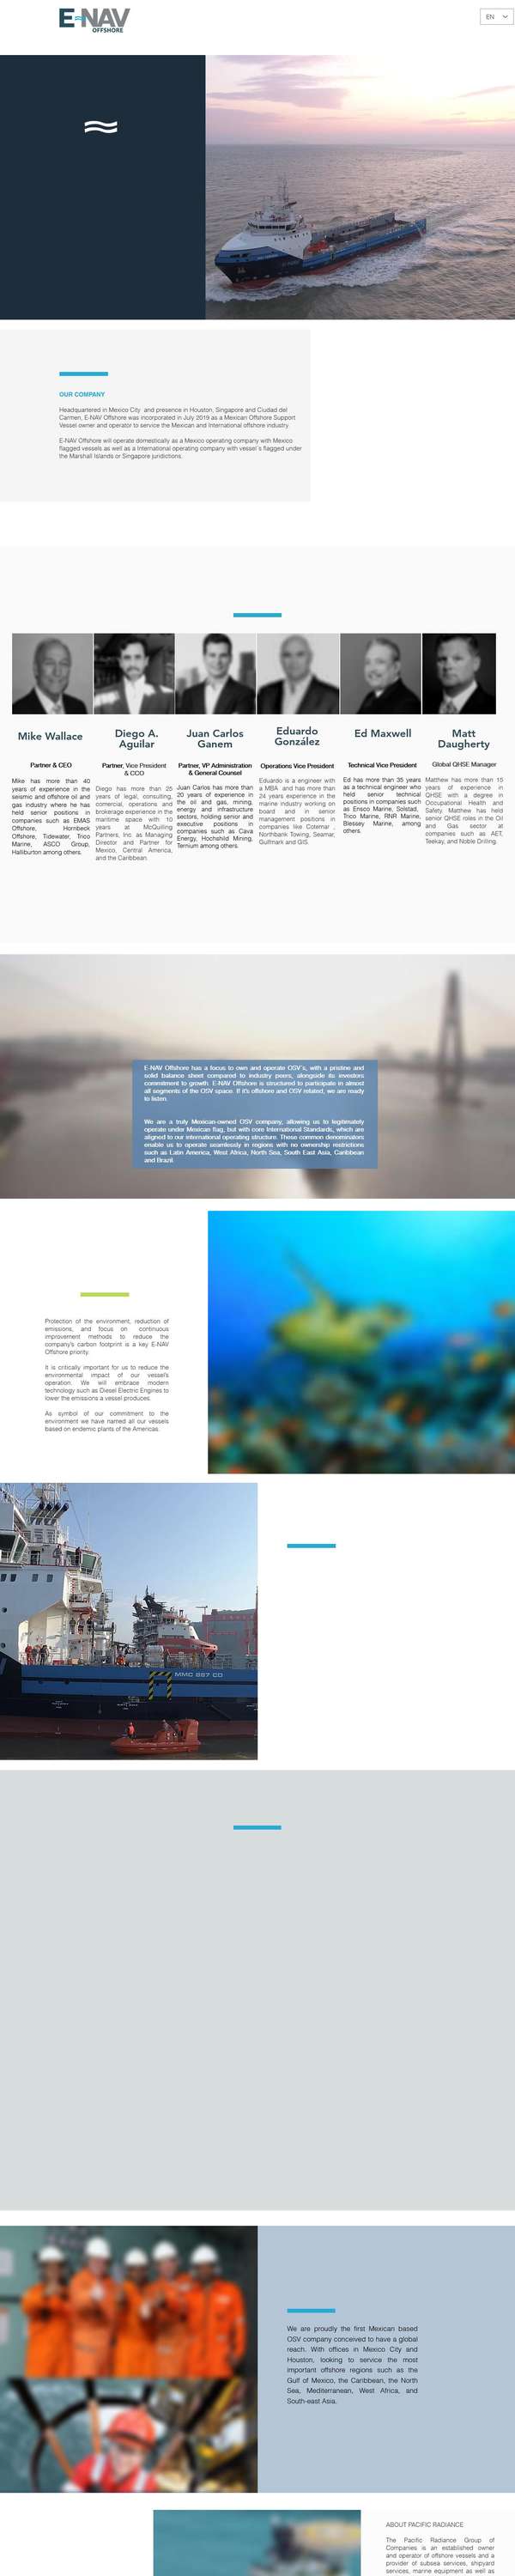 E-NAV
OFFSHORE
EN
OUR COMPANY
Headquartered in Mexico City and presence in Houston, Singapore and Ciudad del
Carmen, E-NAV Offshore was incorporated in July 2019 as a Mexican Offshore Support
Vessel owner and operator to service the Mexican and International offshore industry.
E-NAV Offshore will operate domestically as a Mexico operating company with Mexico
flagged vessels as well as a International operating company with vessel´s flagged under
the Marshall Islands or Singapore juridictions.
Mike Wallace
Partner & CEO
Mike has more than 40
years of experience in the
seismic and offshore oil and
gas industry where he has
held senior positions in
companies such as EMAS
Offshore, Hornbeck
Offshore, Tidewater, Trico
Marine, ASCO Group,
Halliburton among others.
Diego A.
Aguilar
Partner, Vice President
& CCO
Diego has more than 25
years of legal, consulting,
comercial, operations and
brokerage experience in the
maritime space with 10
years at McQuilling
Partners, Inc as Managing
Director and Partner for
Mexico, Central America,
and the Caribbean.
Juan Carlos
Ganem
Partner, VP Administration
& General Counsel
Juan Carlos has more than
20 years of experience in
the oil and gas, mining,
energy and infrastructure
sectors, holding senior and
executive positions in
companies such as Cava
Energy, Hochshild Mining,
Ternium among others.
Eduardo
González
Operations Vice President
Eduardo is a engineer with
a MBA and has more than
24 years experience in the
marine industry working on
board and in senior
management positions in
companies like Cotemar ,
Northbank Towing, Seamar,
Gulfmark and GIS.
Ed Maxwell
Technical Vice President
Ed has more than 35 years
as a technical engineer who
held senior technical
positions in companies such
as Ensco Marine, Solstad,
Trico Marine, RNR Marine,
Blessey Marine, among
others.
Matt
Daugherty
Global QHSE Manager
Matthew has more than 15
years of experience in
QHSE with a degree in
Occupational Health and
Safety. Matthew has held
senior QHSE roles in the Oil
and Gas sector at
companies such as AET,
Teekay, and Noble Drilling.
E-NAV Offshore has a focus to own and operate OSV´s, with a pristine and
solid balance sheet compared to industry peers, alongside its investors
commitment to growth. E-NAV Offshore is structured to participate in almost
all segments of the OSV space. If it's offshore and OSV related, we are ready
to listen.
We are a truly Mexican-owned OSV company, allowing us to legitimately
operate under Mexican flag, but with core International Standards, which are
aligned to our international operating structure. These common denominators
enable us to operate seamlessly in regions with no ownership restrictions
such as Latin America, West Africa, North Sea, South East Asia, Caribbean
and Brazil.
Protection of the environment, reduction of
emissions, and focus on continuous
improvement methods to reduce the
company's carbon footprint is a key E-NAV
Offshore priority.
It is critically important for us to reduce the
environmental impact of our vessel's
operation. We will embrace modern
technology such as Diesel Electric Engines to
lower the emissions a vessel produces.
As symbol of our commitment to the
environment we have named all our vessels
based on endemic plants of the Americas.
MMC 887 CD
We are proudly the first Mexican based
OSV company conceived to have a global
reach. With offices in Mexico City and
Houston, looking to service the most
important offshore regions such as the
Gulf of Mexico, the Caribbean, the North
Sea, Mediterranean, West Africa, and
South-east Asia.
ABOUT PACIFIC RADIANCE
The Pacific Radiance Group of
Companies is an established owner
and operator of offshore vessels and a
provider of subsea services, shipyard
services, marine equipment as well as